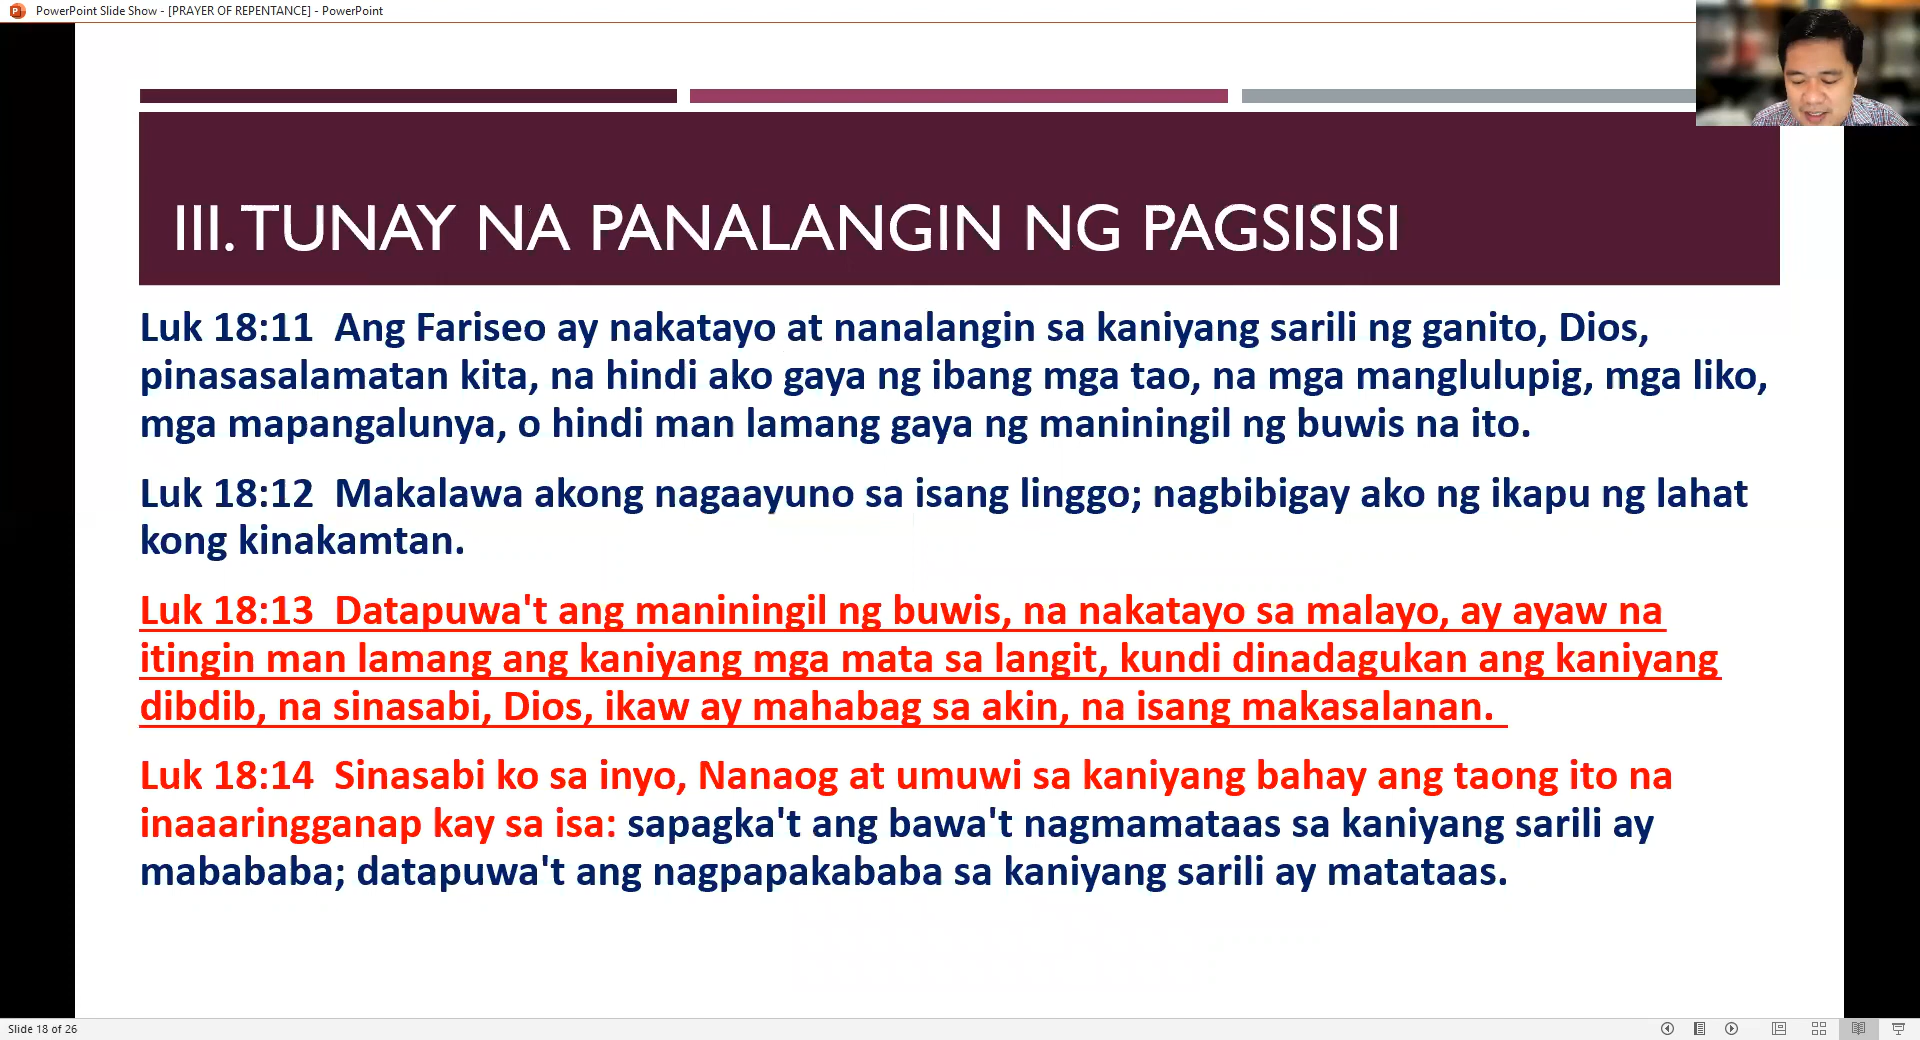 PowerPoint Slide Show - [PRAYER OF REPENTANCE] - PowerPoint
III. TUNAY NA PANALANGIN NG PAGSISISI
Luk 18:11 Ang Fariseo ay nakatayo at nanalangin sa kaniyang sarili ng ganito, Dios,
pinasasalamatan kita, na hindi ako gaya ng ibang mga tao, na mga manglulupig, mga liko,
mga mapangalunya, o hindi man lamang gaya ng maniningil ng buwis na ito.
Luk 18:12 Makalawa akong nagaayuno sa isang linggo; nagbibigay ako ng ikapu ng lahat
kong kinakamtan.
Luk 18:13 Datapuwa't ang maniningil ng buwis, na nakatayo sa malayo, ay ayaw na
itingin man lamang ang kaniyang mga mata sa langit, kundi dinadagukan ang kaniyang
dibdib, na sinasabi, Dios, ikaw ay mahabag sa akin, na isang makasalanan.
Luk 18:14 Sinasabi ko sa inyo, Nanaog at umuwi sa kaniyang bahay ang taong ito na
inaaaringganap kay sa isa: sapagka't ang bawa't nagmamataas sa kaniyang sarili ay
mabababa; datapuwa't ang nagpapakababa sa kaniyang sarili ay matataas.
Slide 18 of 26